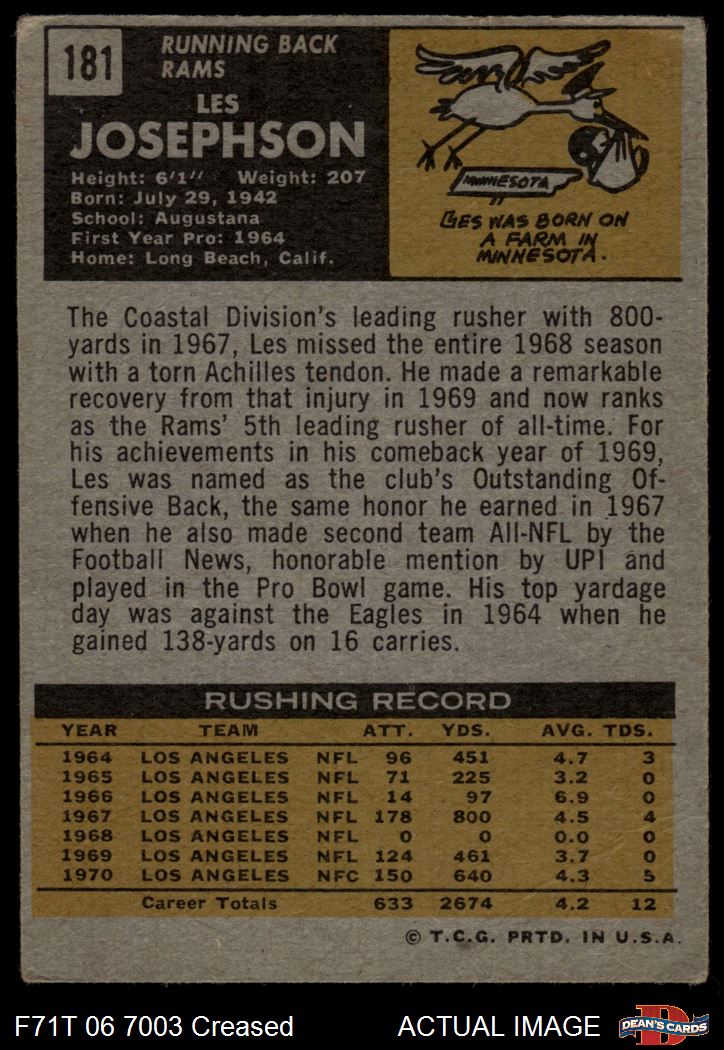 181
RUNNING BACK
RAMS
LES
JOSEPHSON
Height: 6'1" Weight: 207
Born: July 29, 1942
School: Augustana
First Year Pro: 1964
Home: Long Beach, Calif.
MINNESOTA
LES WAS BORN ON
A FARM IN
MINNESOTA.
The Coastal Division's leading rusher with 800-
yards in 1967, Les missed the entire 1968 season
with a torn Achilles tendon. He made a remarkable
recovery from that injury in 1969 and now ranks
as the Rams' 5th leading rusher of all-time. For
his achievements in his comeback year of 1969,
Les was named as the club's Outstanding Of-
fensive Back, the same honor he earned in 1967
when he also made second team All-NFL by the
Football News, honorable mention by UPI and
played in the Pro Bowl game. His top yardage
day was against the Eagles in 1964 when he
gained 138-yards on 16 carries.
RUSHING RECORD
YEAR TEAM ATT. YDS. AVG. TDS.
1964 LOS ANGELES NFL 96 451 4.7 3
1965 LOS ANGELES NFL 71 225 3.2 0
1966 LOS ANGELES NFL 14 97 6.9 0
1967 LOS ANGELES NFL 178 800 4.5 4
1968 LOS ANGELES NFL 0 0 0.0 0
1969 LOS ANGELES NFL 124 461 3.7 0
1970 LOS ANGELES NFC 150 640 4.3 5
Career Totals 633 2674 4.2 12
© T.C.G. PRTD. IN U.S.A.
F71T 06 7003 Creased ACTUAL IMAGE
D
DEAN'S CARDS